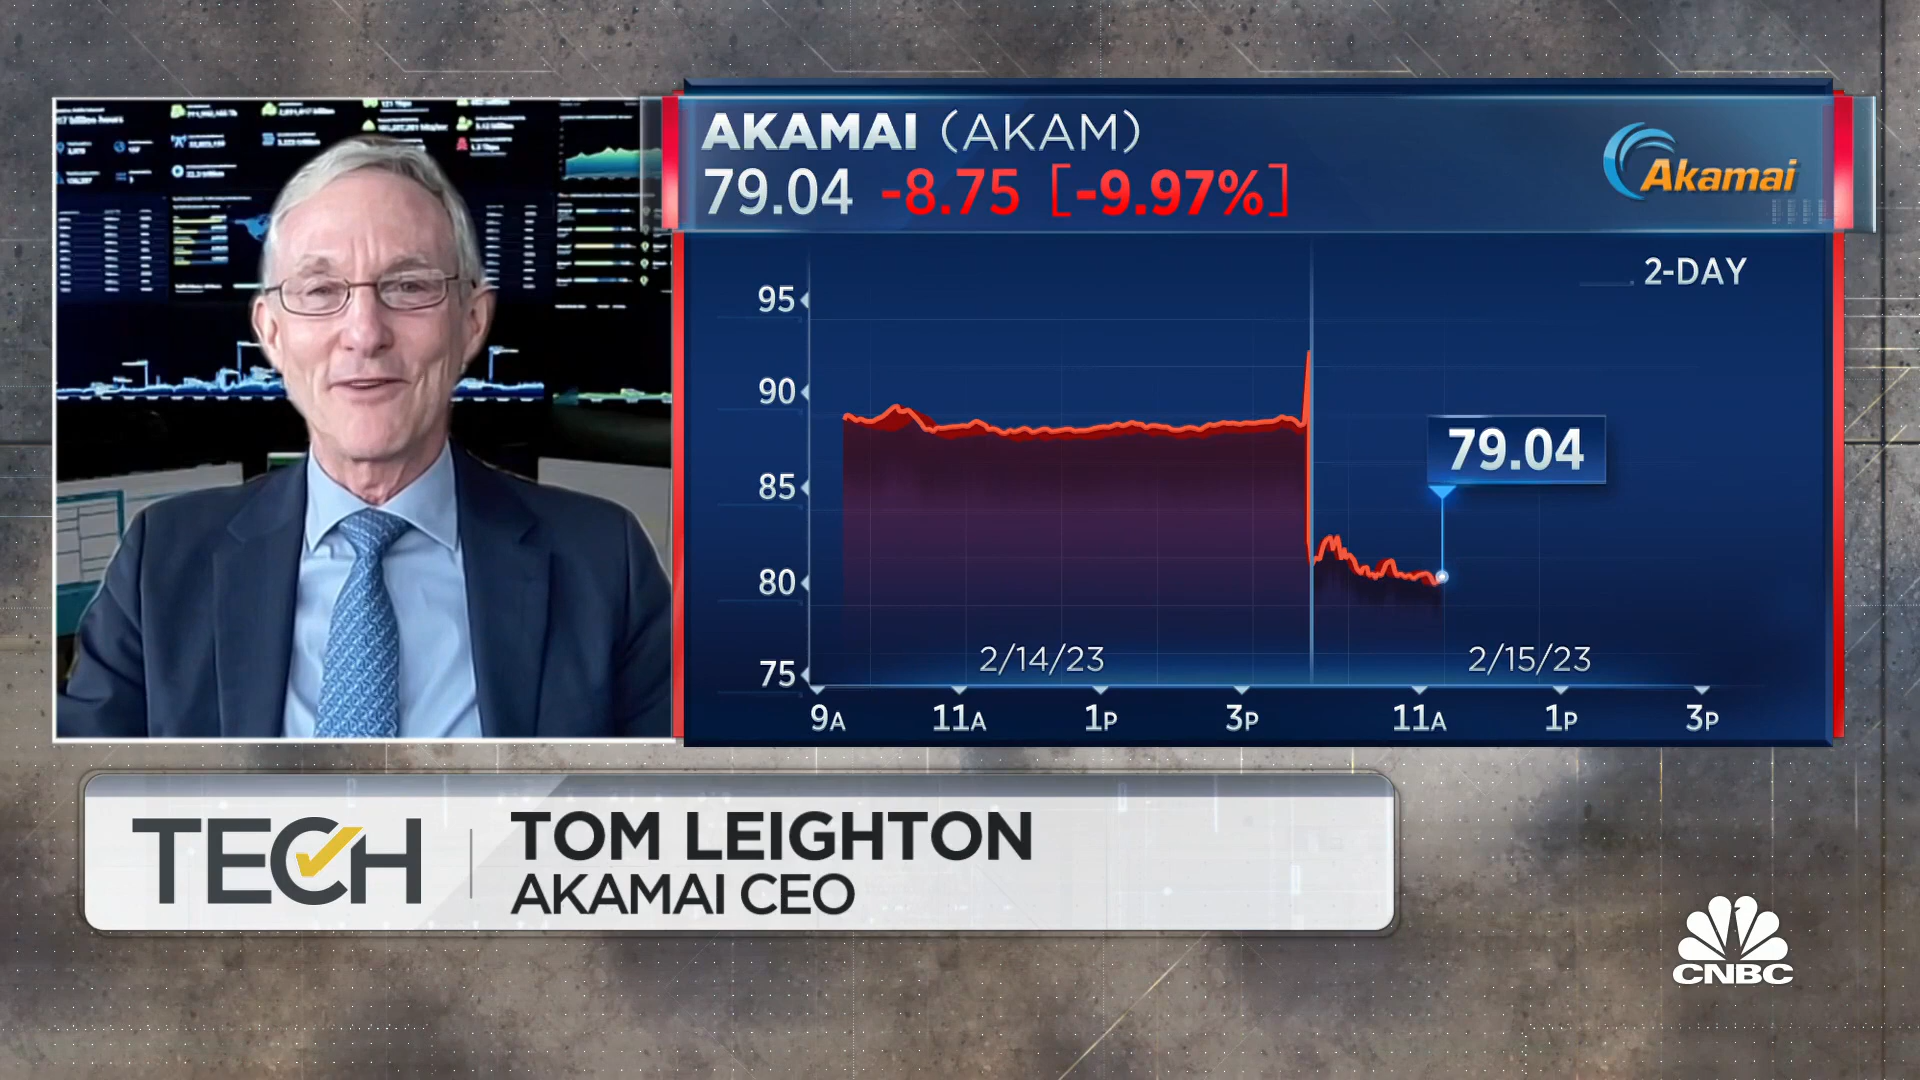 AKAMAI (AKAM)
79.04 -8.75 [-9.97%]
Akamai
2-DAY
95
90
85
80
75
79.04
2/14/23
2/15/23
9A 11A 1P 3P 11A 1P 3P
TECH
TOM LEIGHTON
AKAMAI CEO
CNBC